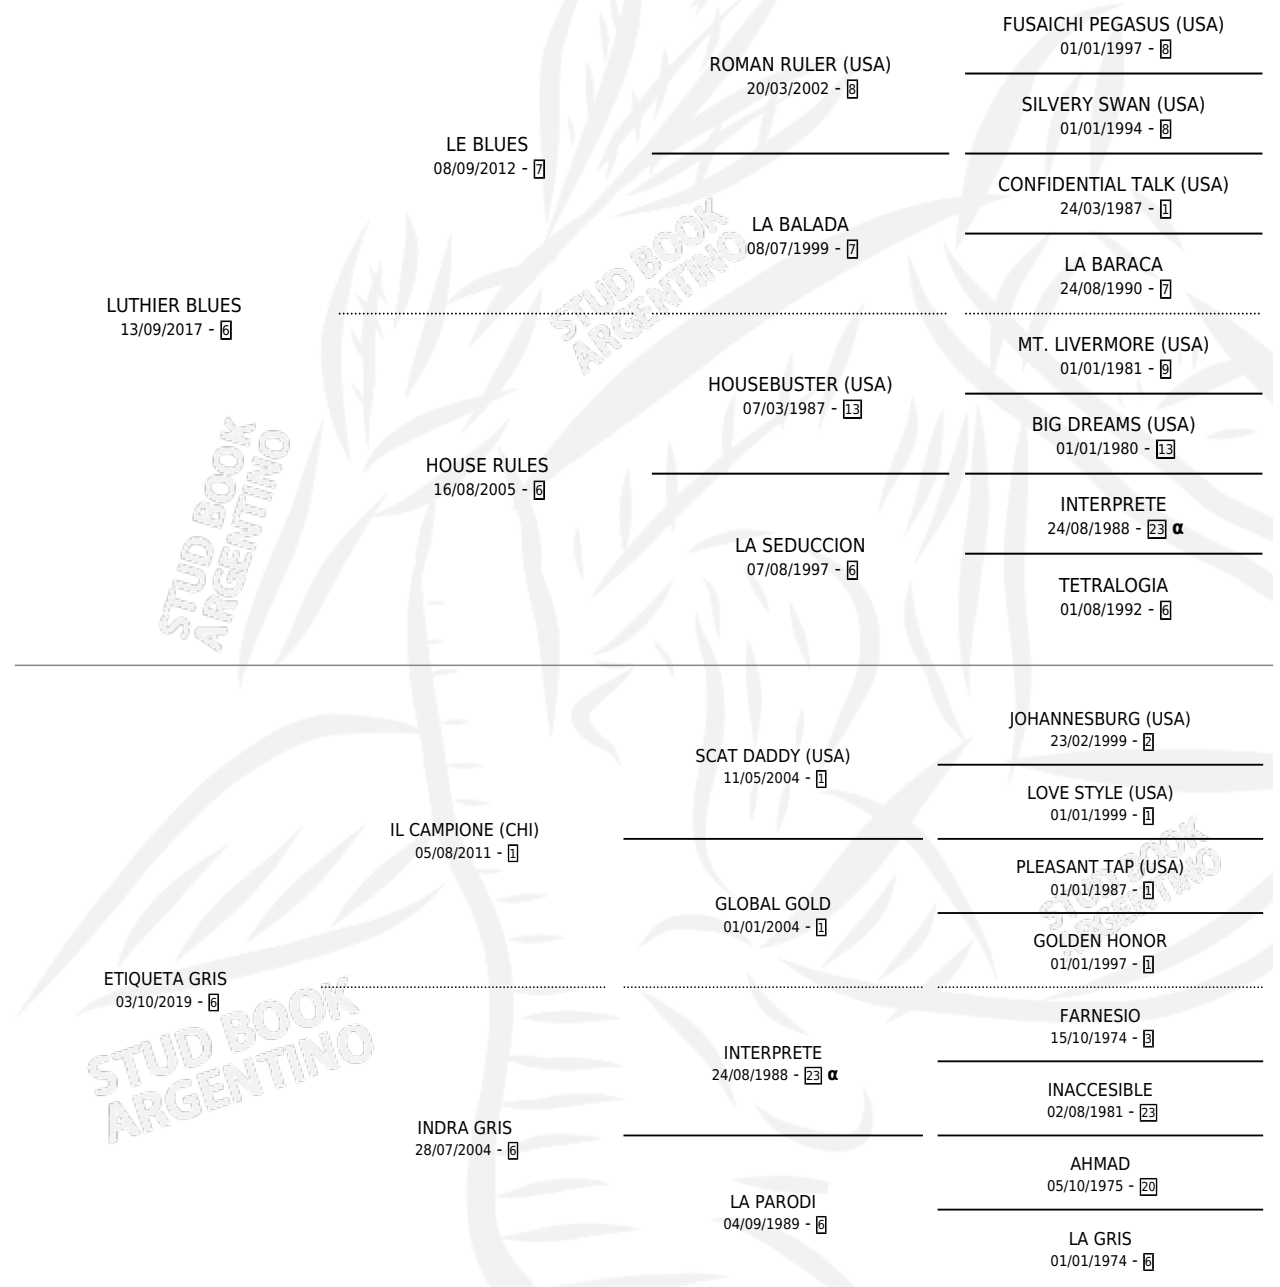 FUSAICHI PEGASUS (USA)
01/01/1997 - 8
ROMAN RULER (USA)
20/03/2002 - 8
SILVERY SWAN (USA)
01/01/1994 - 8
LE BLUES
08/09/2012 - 7
CONFIDENTIAL TALK (USA)
24/03/1987 - 1
LA BALADA
08/07/1999 - 7
LA BARACA
24/08/1990 - 7
STUD BOOK
ARGENTINO
LUTHIER BLUES
13/09/2017 - 6
MT. LIVERMORE (USA)
01/01/1981 - 9
HOUSEBUSTER (USA)
07/03/1987 - 13
BIG DREAMS (USA)
01/01/1980 - 13
HOUSE RULES
16/08/2005 - 6
INTERPRETE
24/08/1988 - 23 α
LA SEDUCCION
07/08/1997 - 6
TETRALOGIA
01/08/1992 - 6
STUD BOOK
ARGENTINO
JOHANNESBURG (USA)
23/02/1999 - 2
SCAT DADDY (USA)
11/05/2004 - 1
LOVE STYLE (USA)
01/01/1999 - 1
IL CAMPIONE (CHI)
05/08/2011 - 1
PLEASANT TAP (USA)
01/01/1987 - 1
GLOBAL GOLD
01/01/2004 - 1
GOLDEN HONOR
01/01/1997 - 1
STUD BOOK
ARGENTINO
ETIQUETA GRIS
03/10/2019 - 6
FARNESIO
15/10/1974 - 3
INTERPRETE
24/08/1988 - 23 α
INACCESIBLE
02/08/1981 - 23
INDRA GRIS
28/07/2004 - 6
AHMAD
05/10/1975 - 20
LA PARODI
04/09/1989 - 6
LA GRIS
01/01/1974 - 6
STUD BOOK
ARGENTINO